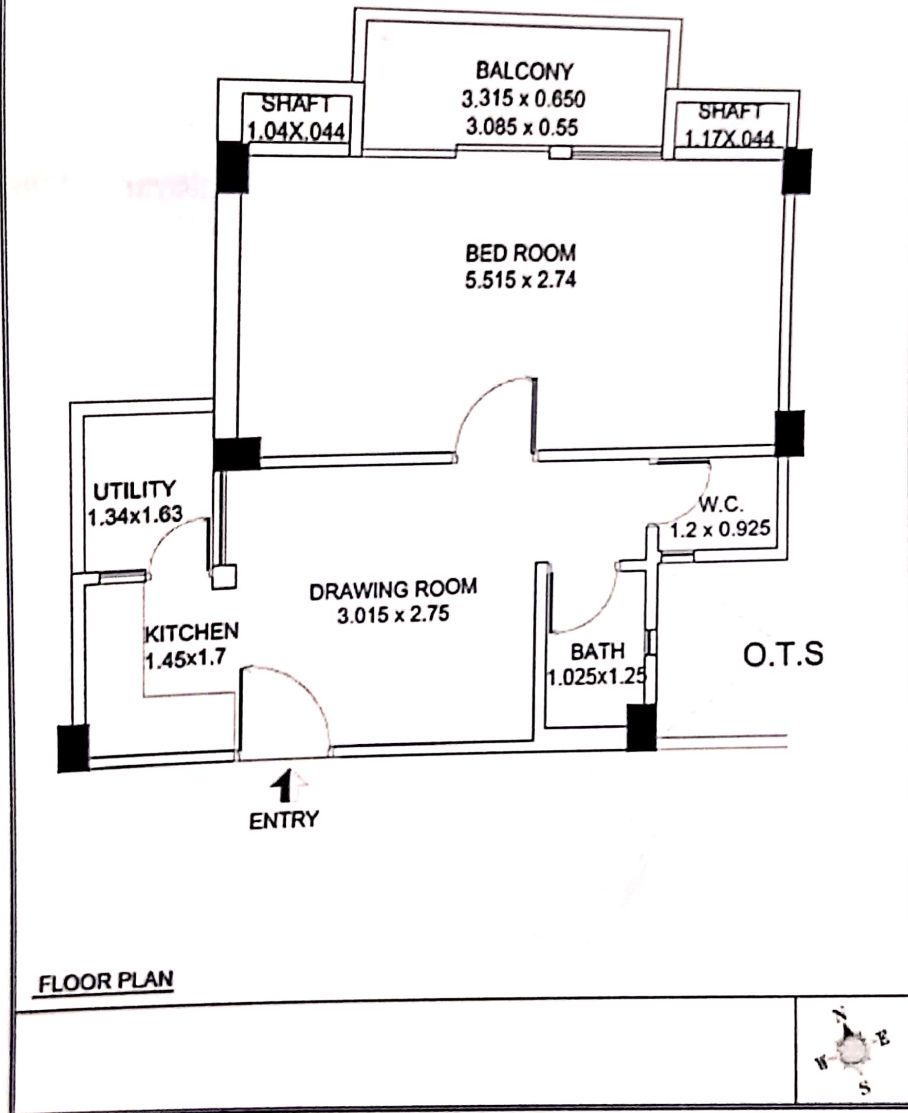 BALCONY
3.315 x 0.650
3.085 x 0.55
SHAFT
1.04X.044
SHAFT
1.17X.044
BED ROOM
5.515 x 2.74
UTILITY
1.34x1.63
W.C.
1.2 x 0.925
DRAWING ROOM
3.015 x 2.75
KITCHEN
1.45x1.7
BATH
1.025x1.25
O.T.S
ENTRY
FLOOR PLAN
N
W
E
S